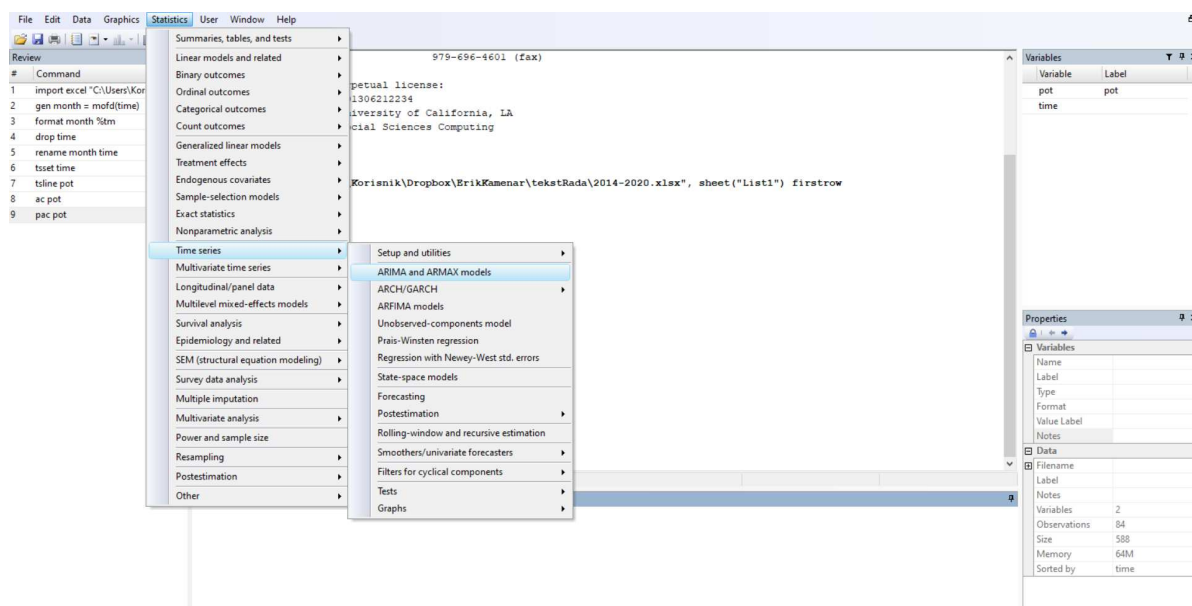 File Edit Data Graphics Statistics User Window Help
Review
# Command
1 import excel "C:\Users\Kor
2 gen month = mofd(time)
3 format month %tm
4 drop time
5 rename month time
6 tsset time
7 tsline pot
8 ac pot
9 pac pot
Summaries, tables, and tests
Linear models and related
Binary outcomes
Ordinal outcomes
Categorical outcomes
Count outcomes
Generalized linear models
Treatment effects
Endogenous covariates
Sample-selection models
Exact statistics
Nonparametric analysis
Time series
Multivariate time series
Longitudinal/panel data
Multilevel mixed-effects models
Survival analysis
Epidemiology and related
SEM (structural equation modeling)
Survey data analysis
Multiple imputation
Multivariate analysis
Power and sample size
Resampling
Postestimation
Other
Setup and utilities
ARIMA and ARMAX models
ARCH/GARCH
ARFIMA models
Unobserved-components model
Prais-Winsten regression
Regression with Newey-West std. errors
State-space models
Forecasting
Postestimation
Rolling-window and recursive estimation
Smoothers/univariate forecasters
Filters for cyclical components
Tests
Graphs
979-696-4601 (fax)
petual license:
1306212234
iversity of California, LA
cial Sciences Computing
Korisnik\Dropbox\ErikKamenar\tekstRada\2014-2020.xlsx", sheet("List1") firstrow
Variables
Variable Label
pot pot
time
Properties
Variables
Name
Label
Type
Format
Value Label
Notes
Data
Filename
Label
Notes
Variables 2
Observations 84
Size 588
Memory 64M
Sorted by time